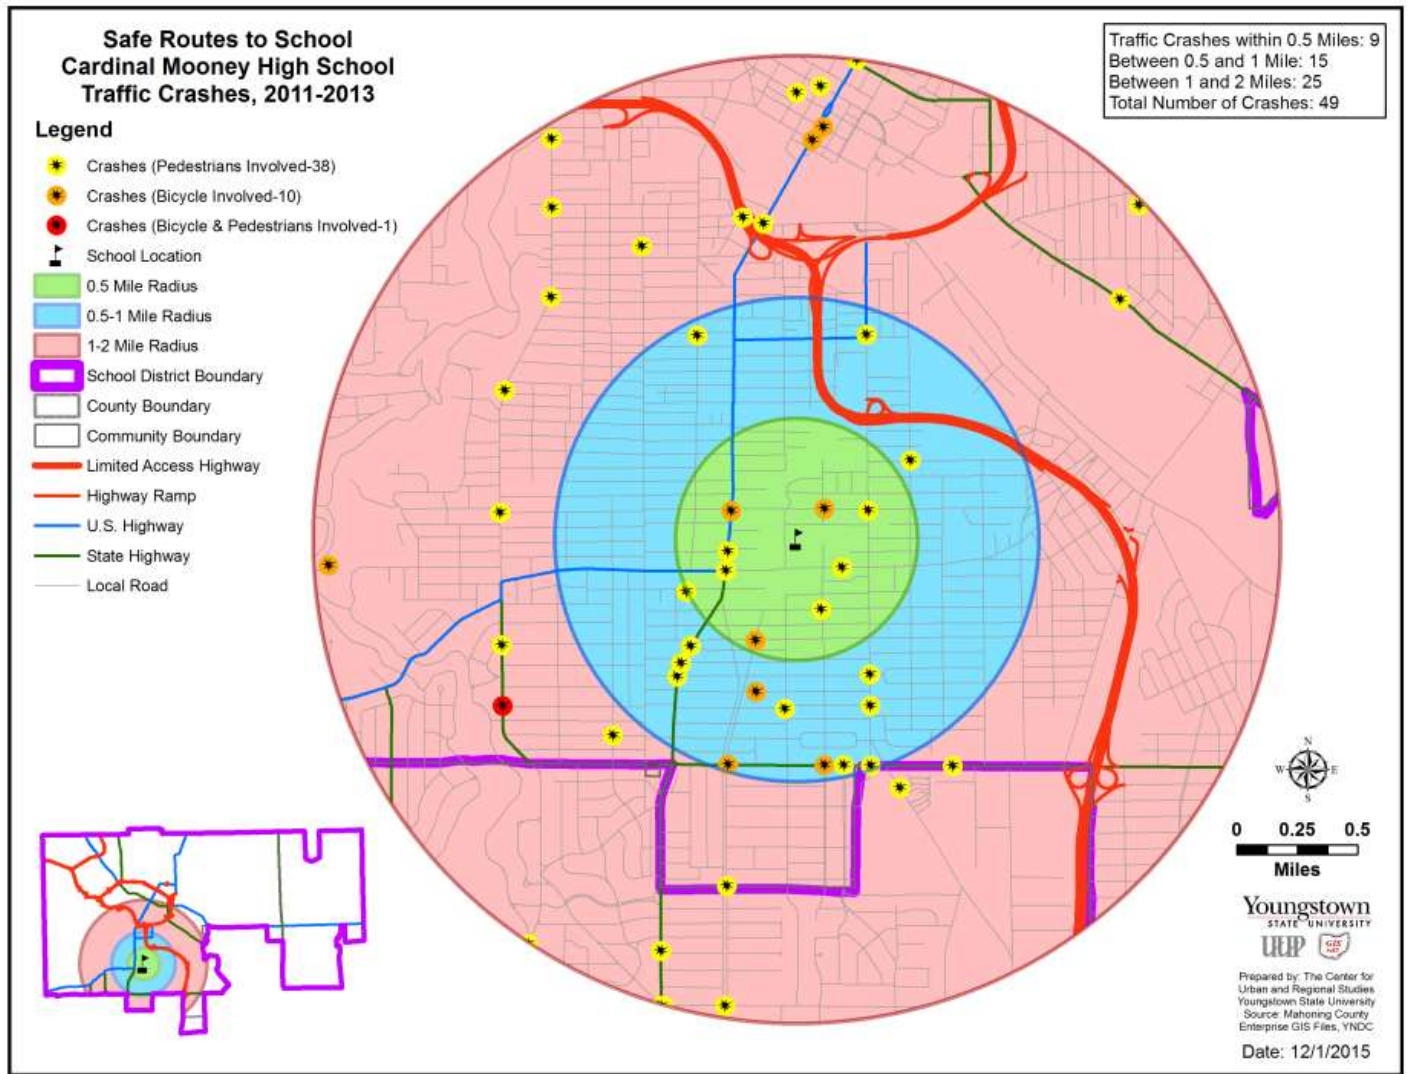 Safe Routes to School
Cardinal Mooney High School
Traffic Crashes, 2011-2013
Traffic Crashes within 0.5 Miles: 9
Between 0.5 and 1 Mile: 15
Between 1 and 2 Miles: 25
Total Number of Crashes: 49
Legend
Crashes (Pedestrians Involved-38)
Crashes (Bicycle Involved-10)
Crashes (Bicycle & Pedestrians Involved-1)
School Location
0.5 Mile Radius
0.5-1 Mile Radius
1-2 Mile Radius
School District Boundary
County Boundary
Community Boundary
Limited Access Highway
Highway Ramp
U.S. Highway
State Highway
Local Road
N
W E
S
0 0.25 0.5
Miles
Youngstown
STATE UNIVERSITY
GIS
Prepared by: The Center for
Urban and Regional Studies
Youngstown State University
Source: Mahoning County
Enterprise GIS Files, YNDC
Date: 12/1/2015